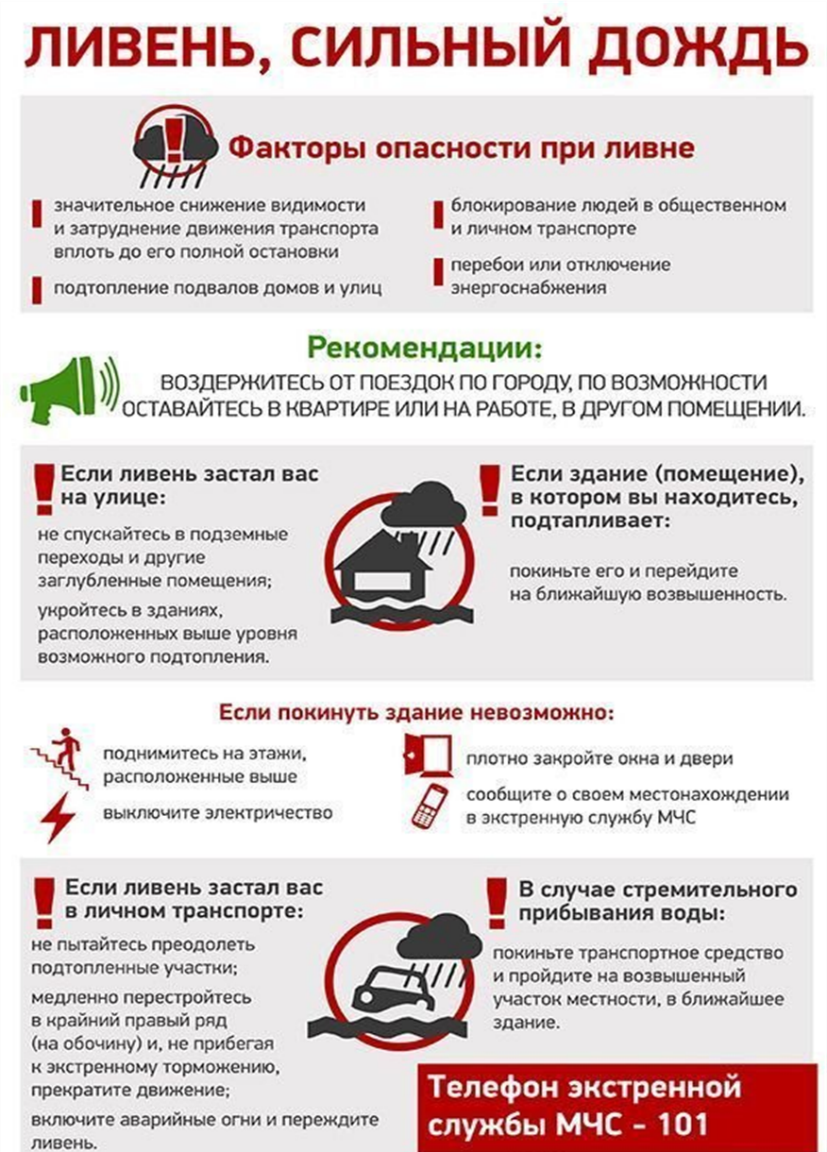 ЛИВЕНЬ, СИЛЬНЫЙ ДОЖДЬ
Факторы опасности при ливне
значительное снижение видимости
и затруднение движения транспорта
вплоть до его полной остановки
подтопление подвалов домов и улиц
блокирование людей в общественном
и личном транспорте
перебои или отключение
энергоснабжения
Рекомендации:
ВОЗДЕРЖИТЕСЬ ОТ ПОЕЗДОК ПО ГОРОДУ, ПО ВОЗМОЖНОСТИ
ОСТАВАЙТЕСЬ В КВАРТИРЕ ИЛИ НА РАБОТЕ, В ДРУГОМ ПОМЕЩЕНИИ.
Если ливень застал вас
на улице:
не спускайтесь в подземные
переходы и другие
заглубленные помещения;
укройтесь в зданиях,
расположенных выше уровня
возможного подтопления.
Если здание (помещение),
в котором вы находитесь,
подтапливает:
покиньте его и перейдите
на ближайшую возвышенность.
Если покинуть здание невозможно:
поднимитесь на этажи,
расположенные выше
выключите электричество
плотно закройте окна и двери
сообщите о своем местонахождении
в экстренную службу МЧС
Если ливень застал вас
в личном транспорте:
не пытайтесь преодолеть
подтопленные участки;
медленно перестройтесь
в крайний правый ряд
(на обочину) и, не прибегая
к экстренному торможению,
прекратите движение;
включите аварийные огни и переждите
ливень.
В случае стремительного
прибывания воды:
покиньте транспортное средство
и пройдите на возвышенный
участок местности, в ближайшее
здание.
Телефон экстренной
службы МЧС - 101